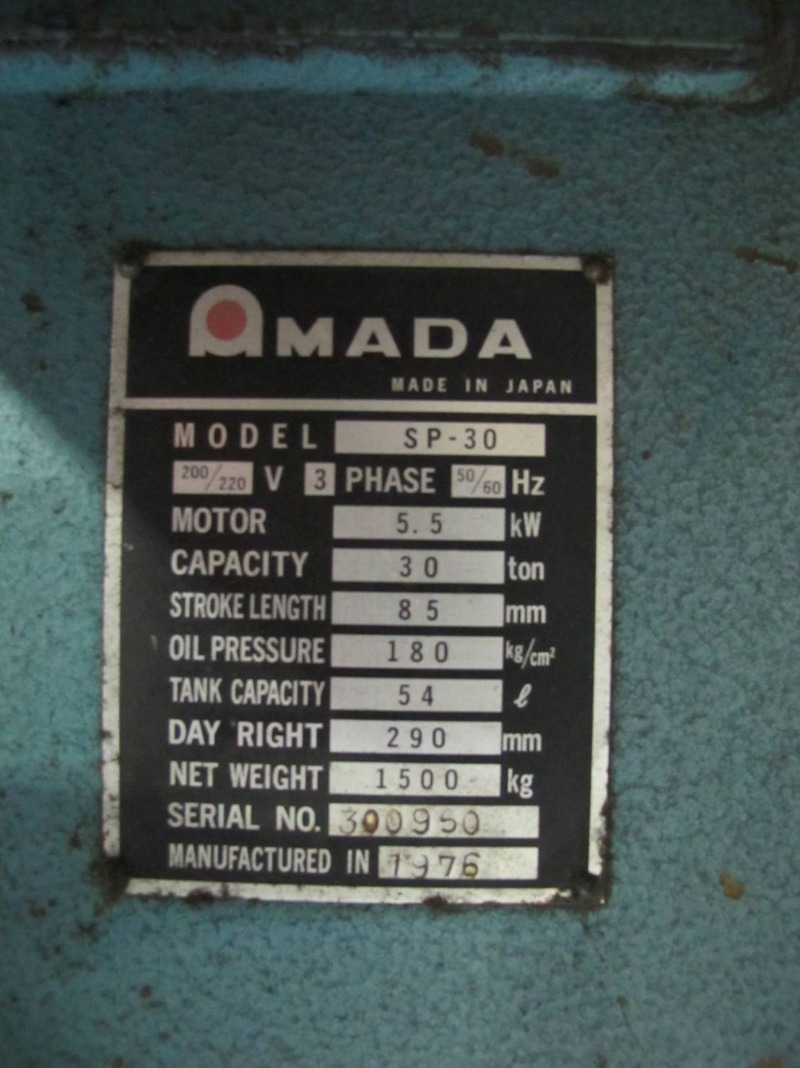 AMADA
MADE IN JAPAN
MODEL SP-30
200/220 V 3 PHASE 50/60 Hz
MOTOR 5.5 kW
CAPACITY 30 ton
STROKE LENGTH 85 mm
OIL PRESSURE 180 kg/cm²
TANK CAPACITY 54 ℓ
DAY RIGHT 290 mm
NET WEIGHT 1500 kg
SERIAL NO. 300950
MANUFACTURED IN 1976